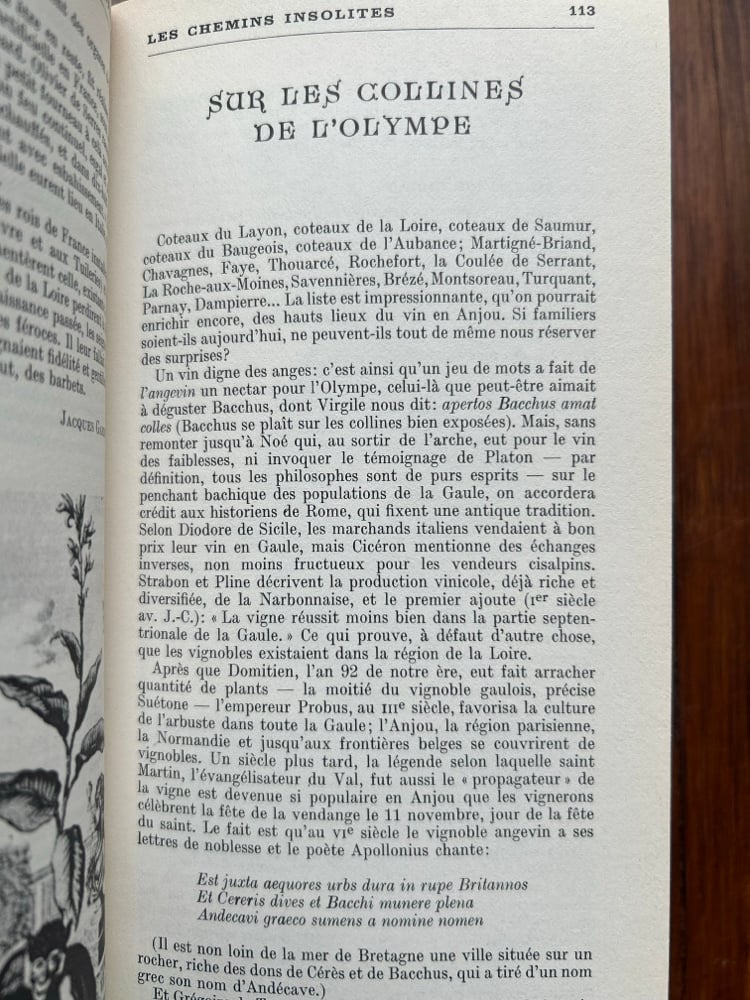 LES CHEMINS INSOLITES
113
SUR LES COLLINES
DE L'OLYMPE
Coteaux du Layon, coteaux de la Loire, coteaux de Saumur,
coteaux du Baugeois, coteaux de l'Aubance; Martigné-Briand,
Chavagnes, Faye, Thouarcé, Rochefort, la Coulée de Serrant,
La Roche-aux-Moines, Savennières, Brézé, Montsoreau, Turquant,
Parnay, Dampierre... La liste est impressionnante, qu'on pourrait
enrichir encore, des hauts lieux du vin en Anjou. Si familiers
soient-ils aujourd'hui, ne peuvent-ils tout de même nous réserver
des surprises?
Un vin digne des anges: c'est ainsi qu'un jeu de mots a fait de
l'angevin un nectar pour l'Olympe, celui-là que peut-être aimait
à déguster Bacchus, dont Virgile nous dit: apertos Bacchus amat
colles (Bacchus se plaît sur les collines bien exposées). Mais, sans
remonter jusqu'à Noé qui, au sortir de l'arche, eut pour le vin
des faiblesses, ni invoquer le témoignage de Platon — par
définition, tous les philosophes sont de purs esprits — sur le
penchant bachique des populations de la Gaule, on accordera
crédit aux historiens de Rome, qui fixent une antique tradition.
Selon Diodore de Sicile, les marchands italiens vendaient à bon
prix leur vin en Gaule, mais Cicéron mentionne des échanges
inverses, non moins fructueux pour les vendeurs cisalpins.
Strabon et Pline décrivent la production vinicole, déjà riche et
diversifiée, de la Narbonnaise, et le premier ajoute (Ier siècle
av. J.-C.): « La vigne réussit moins bien dans la partie septen-
trionale de la Gaule. » Ce qui prouve, à défaut d'autre chose,
que les vignobles existaient dans la région de la Loire.
Après que Domitien, l'an 92 de notre ère, eut fait arracher
quantité de plants — la moitié du vignoble gaulois, précise
Suétone — l'empereur Probus, au IIIe siècle, favorisa la culture
de l'arbuste dans toute la Gaule; l'Anjou, la région parisienne,
la Normandie et jusqu'aux frontières belges se couvrirent de
vignobles. Un siècle plus tard, la légende selon laquelle saint
Martin, l'évangélisateur du Val, fut aussi le « propagateur » de
la vigne est devenue si populaire en Anjou que les vignerons
célèbrent la fête de la vendange le 11 novembre, jour de la fête
du saint. Le fait est qu'au VIe siècle le vignoble angevin a ses
lettres de noblesse et le poète Apollonius chante:
Est juxta aequores urbs dura in rupe Britannos
Et Cereris dives et Bacchi munere plena
Andecavi graeco sumens a nomine nomen
(Il est non loin de la mer de Bretagne une ville située sur un
rocher, riche des dons de Cérès et de Bacchus, qui a tiré d'un nom
grec son nom d'Andécave.)